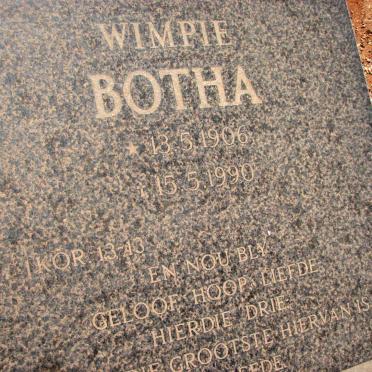 WIMPIE
BOTHA
* 13.5.1906
† 15.5.1990
1 KOR 13-13
EN NOU BLY
GELOOF, HOOP, LIEFDE
HIERDIE DRIE
DIE GROOTSTE HIERVAN IS